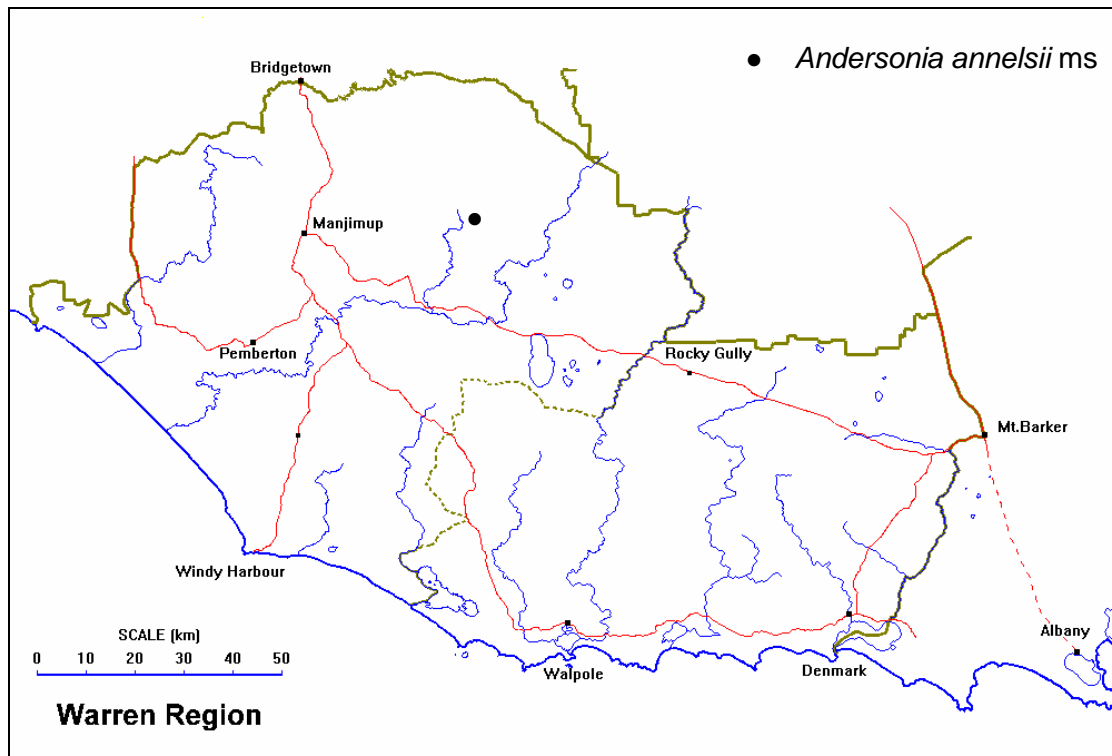 ● Andersonia annelsii ms
Bridgetown
Manjimup
Pemberton
Rocky Gully
Mt.Barker
Windy Harbour
SCALE (km)
0 10 20 30 40 50
Walpole
Denmark
Albany
Warren Region